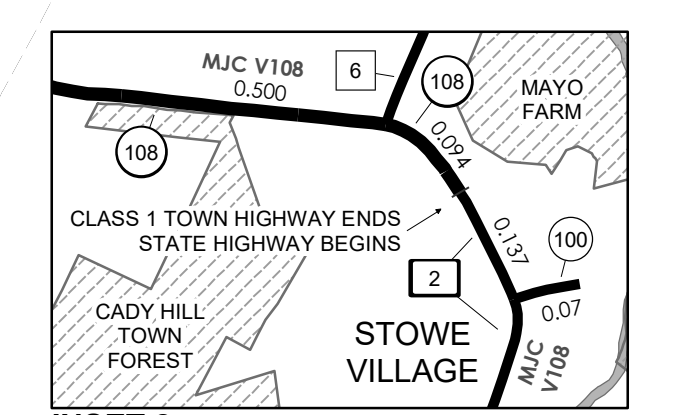 MJC V108
0.500
6
108
MAYO
FARM
0.094
108
CLASS 1 TOWN HIGHWAY ENDS
STATE HIGHWAY BEGINS
0.137
100
2
0.07
CADY HILL
TOWN
FOREST
STOWE
VILLAGE
MJC
V108